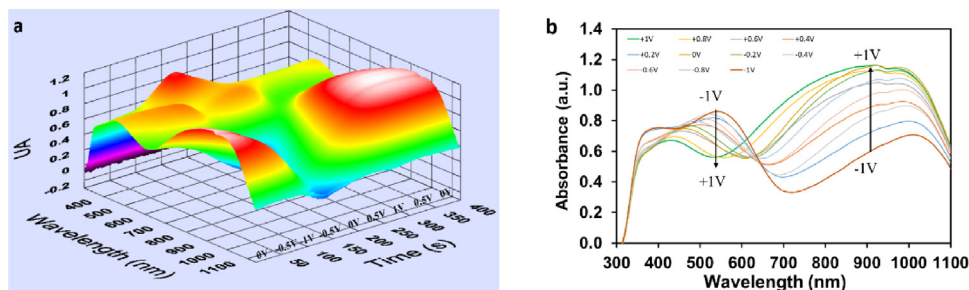 a
1.2
1
0.8
0.6
0.4
0.2
0
-0.2
UA
400
500
600
700
800
900
1000
1100
Wavelength (nm)
0V -0.5V -1V -0.5V 0V 0.5V 1V 0.5V 0V
50
100
150
200
250
300
350
400
Time (s)
b
Absorbance (a.u.)
1.4
1.2
1.0
0.8
0.6
0.4
0.2
0.0
+1V +0.8V +0.6V +0.4V
+0.2V 0V -0.2V -0.4V
-0.6V -0.8V -1V
+1V
-1V
+1V
-1V
300 400 500 600 700 800 900 1000 1100
Wavelength (nm)